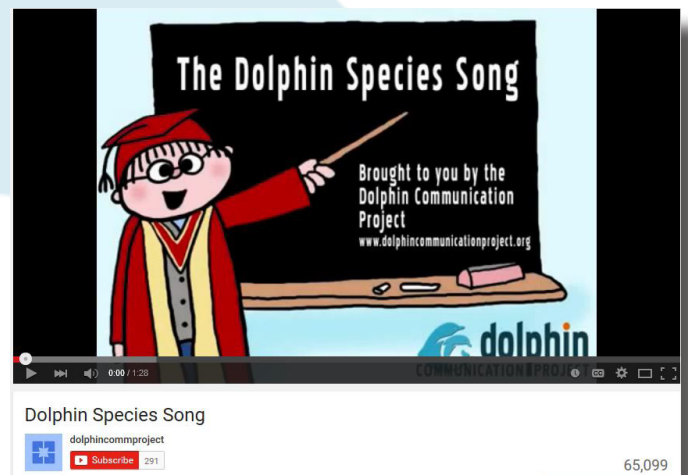 The Dolphin Species Song
Brought to you by the
Dolphin Communication
Project
www.dolphincommunicationproject.org
dolphin
COMMUNICATION PROJECT
0:00 / 1:28
CC
Dolphin Species Song
dolphincommproject
Subscribe 291
65,099